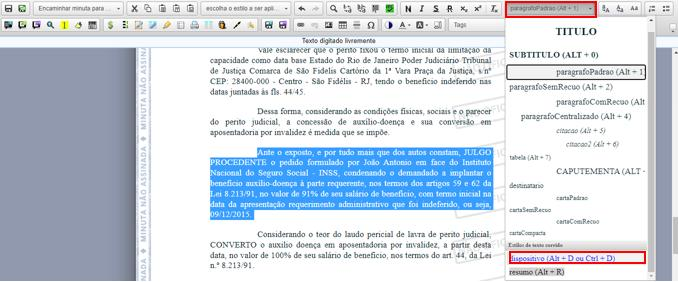 Encaminhar minuta para ...
escolha o estilo a ser apli...
N
I
S
paragrafoPadrao (Alt + 1)
Tags
Texto digitado livremente
Vale esclarecer que o perito fixou o termo inicial da limitação da
capacidade como data base Estado do Rio de Janeiro Poder Judiciário Tribunal
de Justiça Comarca de São Fidelis Cartório da 1ª Vara Praça da Justiça, s/nº
CEP: 28400-000 - Centro - São Fidélis - RJ, tendo o benefício indeferido nas
datas juntadas às fls. 44/45.
Dessa forma, considerando as condições físicas, sociais e o parecer
do perito judicial, a concessão de auxílio-doença e sua conversão em
aposentadoria por invalidez é medida que se impõe.
Ante o exposto, e por tudo mais que dos autos constam, JULGO
PROCEDENTE o pedido formulado por João Antonio em face do Instituto
Nacional do Seguro Social - INSS, condenando o demandado a implantar o
benefício auxílio-doença à parte requerente, nos termos dos artigos 59 e 62 da
Lei 8.213/91, no valor de 91% de seu salário de benefício, com termo inicial na
data da apresentação requerimento administrativo que foi indeferido, ou seja,
09/12/2015.
Considerando o teor do laudo pericial de lavra de perito judicial,
CONVERTO o auxílio doença em aposentadoria por invalidez, a partir desta
data, no valor de 100% de seu salário de benefício, nos termos do art. 44, da Lei
n.º 8.213/91.
MINUTA NÃO ASSINADA
TITULO
SUBTITULO (ALT + 0)
paragrafoPadrao (Alt + 1)
paragrafoSemRecuo (Alt + 2)
paragrafoComRecuo (Alt
paragrafoCentralizado (Alt + 4)
citacao (Alt + 5)
citacao2 (Alt + 6)
tabela (Alt + 7)
CAPUTEMENTA (ALT -
destinatario
cartaPadrao
cartaSemRecuo
cartaComRecuo
cartaCompacta
Estilos de texto corrido
dispositivo (Alt + D ou Ctrl + D)
resumo (Alt + R)